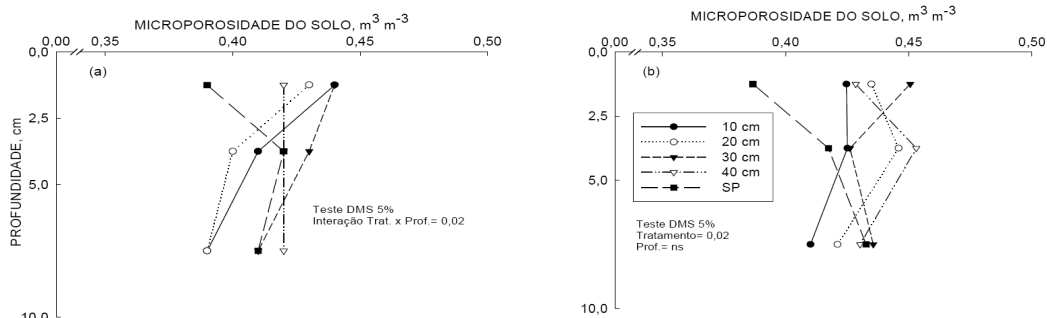 MICROPOROSIDADE DO SOLO, m³ m⁻³
0,00 0,35 0,40 0,45 0,50
0,0
(a)
2,5
5,0
10,0
PROFUNDIDADE, cm
Teste DMS 5%
Interação Trat. x Prof.= 0,02
MICROPOROSIDADE DO SOLO, m³ m⁻³
0,00 0,35 0,40 0,45 0,50
0,0
(b)
2,5
5,0
10,0
10 cm
20 cm
30 cm
40 cm
SP
Teste DMS 5%
Tratamento= 0,02
Prof.= ns